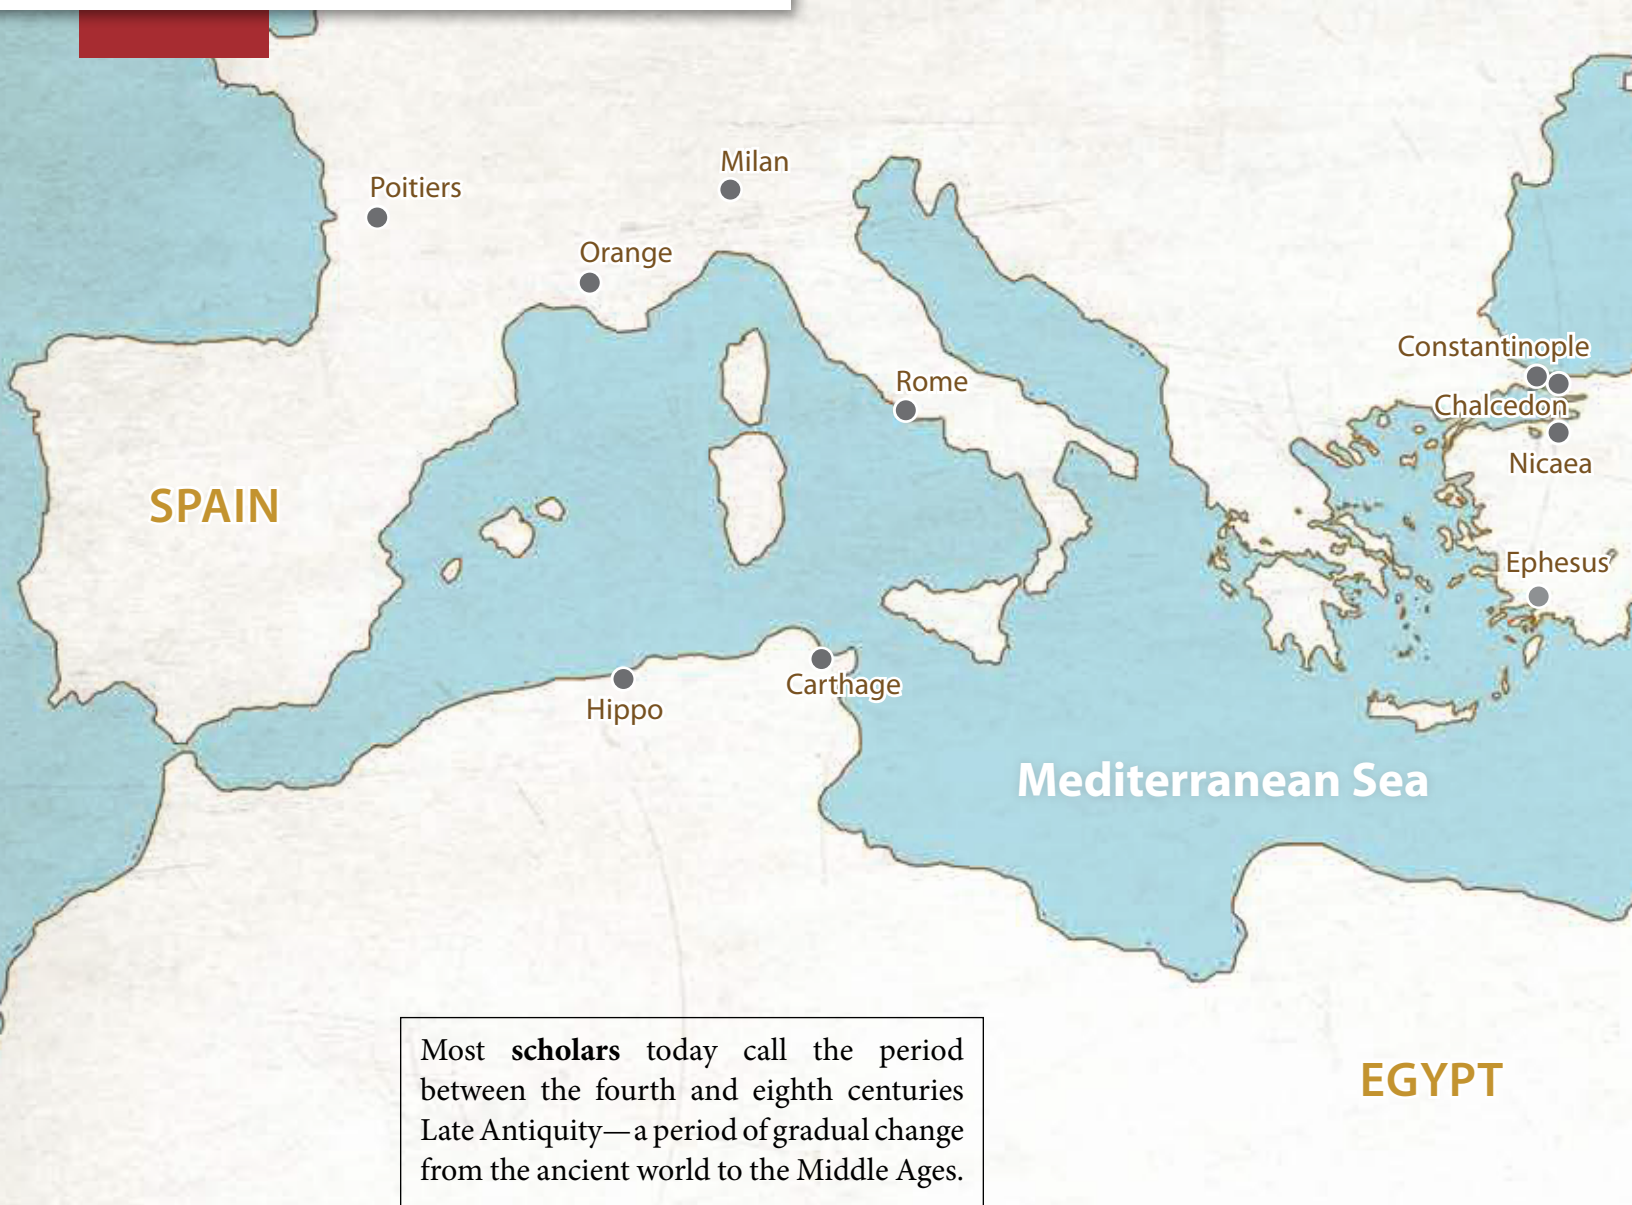 Milan
Poitiers
Orange
Constantinople
Rome
Chalcedon
Nicaea
SPAIN
Ephesus
Carthage
Hippo
Mediterranean Sea
Most scholars today call the period
between the fourth and eighth centuries
Late Antiquity—a period of gradual change
from the ancient world to the Middle Ages.
EGYPT